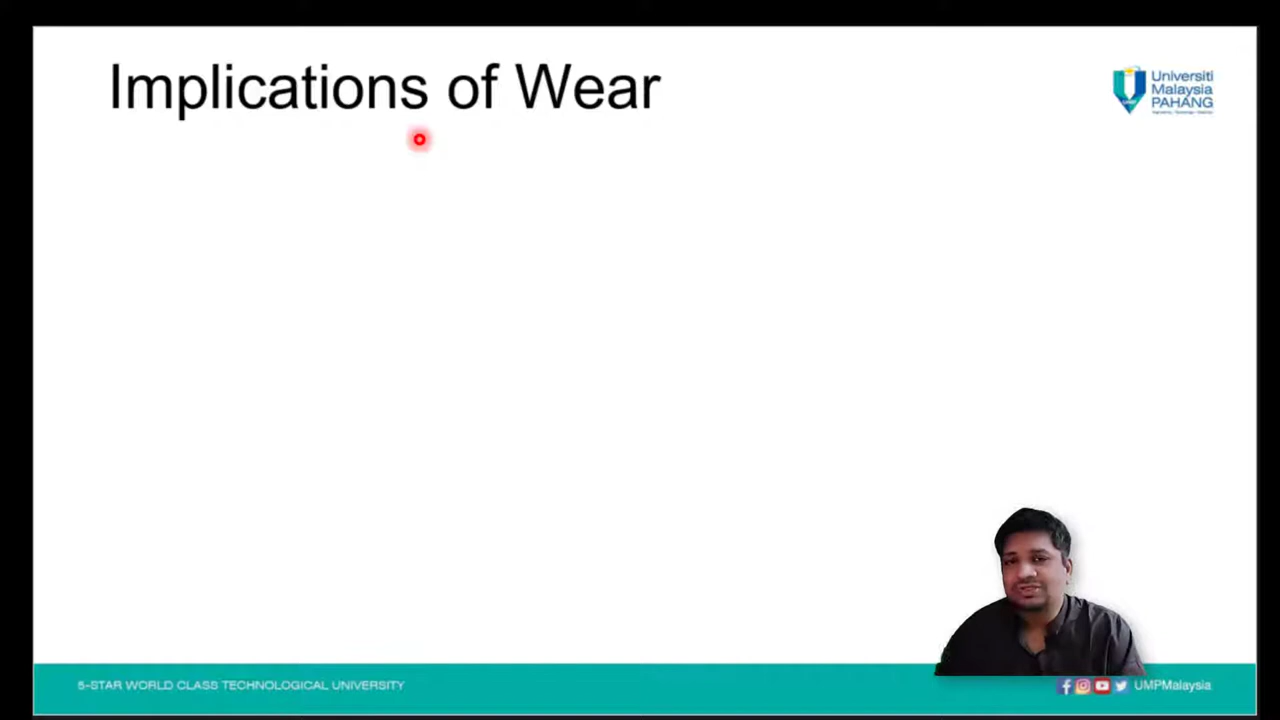 Implications of Wear
Universiti
Malaysia
PAHANG
5-STAR WORLD CLASS TECHNOLOGICAL UNIVERSITY
UMPMalaysia